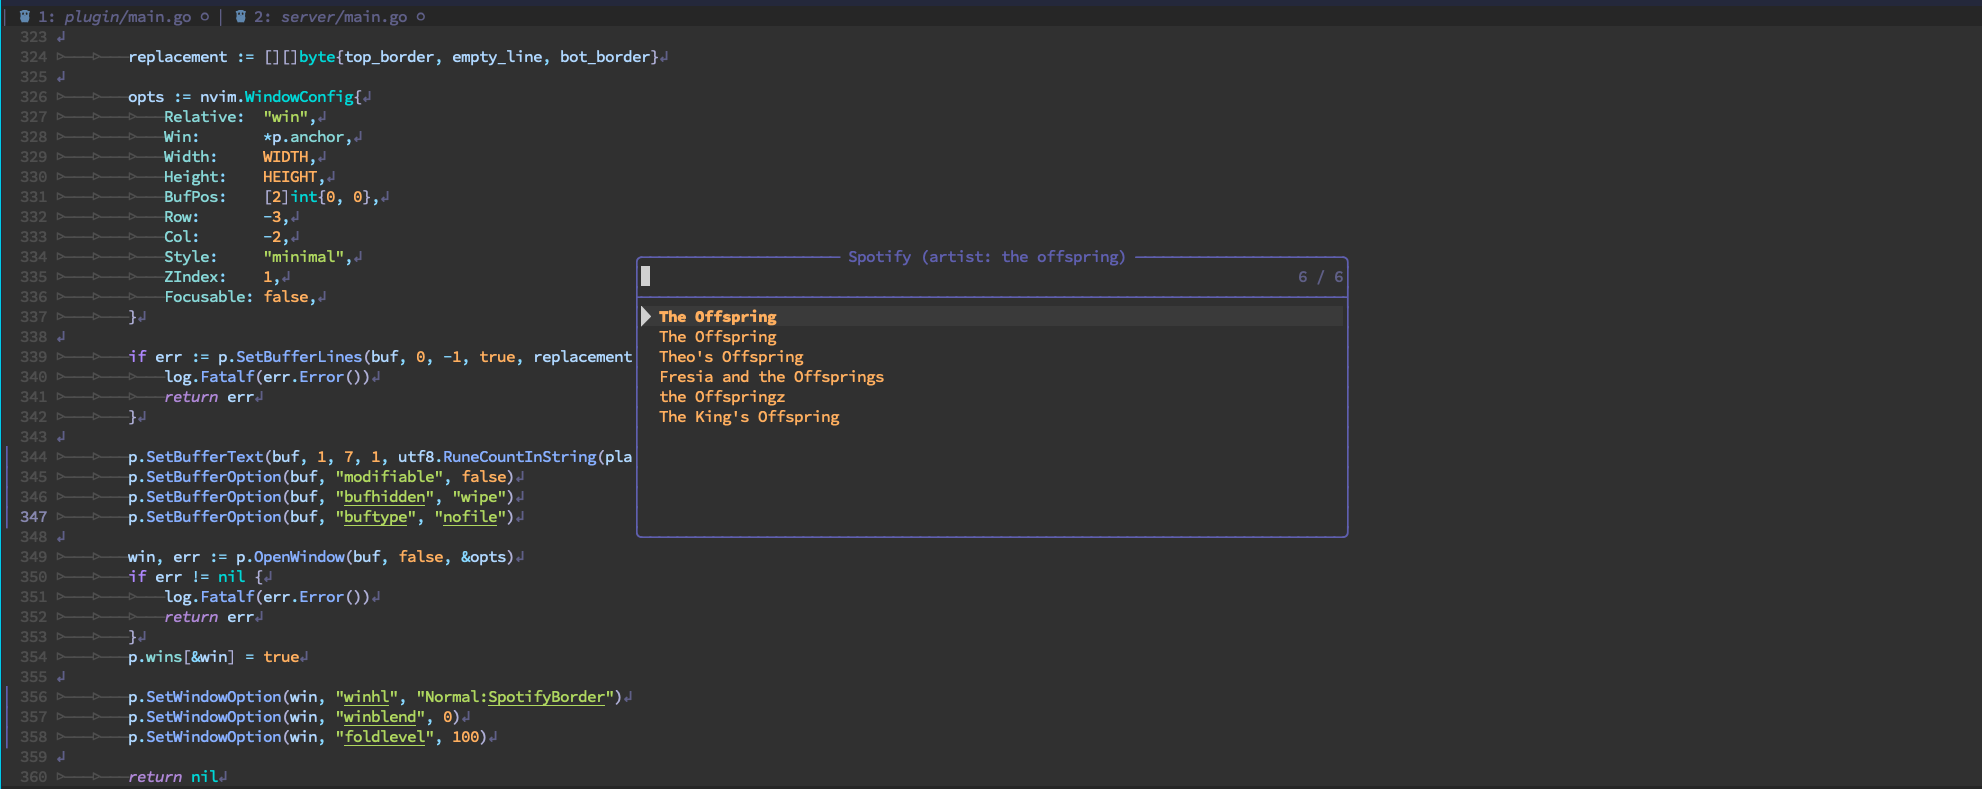 1: plugin/main.go ○ | 2: server/main.go ○
323
324 replacement := [][]byte{top_border, empty_line, bot_border}
325
326 opts := nvim.WindowConfig{
327 Relative: "win",
328 Win: *p.anchor,
329 Width: WIDTH,
330 Height: HEIGHT,
331 BufPos: [2]int{0, 0},
332 Row: -3,
333 Col: -2,
334 Style: "minimal",
335 ZIndex: 1,
336 Focusable: false,
337 }
338
339 if err := p.SetBufferLines(buf, 0, -1, true, replacement
340 log.Fatalf(err.Error())
341 return err
342 }
343
344 p.SetBufferText(buf, 1, 7, 1, utf8.RuneCountInString(pla
345 p.SetBufferOption(buf, "modifiable", false)
346 p.SetBufferOption(buf, "bufhidden", "wipe")
347 p.SetBufferOption(buf, "buftype", "nofile")
348
349 win, err := p.OpenWindow(buf, false, &opts)
350 if err != nil {
351 log.Fatalf(err.Error())
352 return err
353 }
354 p.wins[&win] = true
355
356 p.SetWindowOption(win, "winhl", "Normal:SpotifyBorder")
357 p.SetWindowOption(win, "winblend", 0)
358 p.SetWindowOption(win, "foldlevel", 100)
359
360 return nil
Spotify (artist: the offspring)
6 / 6
The Offspring
The Offspring
Theo's Offspring
Fresia and the Offsprings
the Offspringz
The King's Offspring